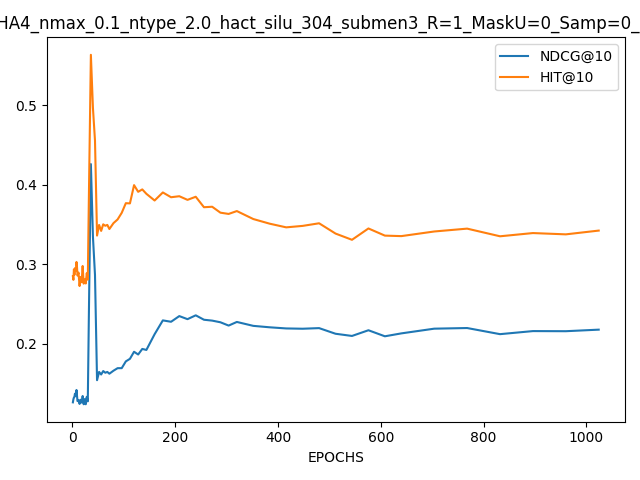 HA4_nmax_0.1_ntype_2.0_hact_silu_304_submen3_R=1_MaskU=0_Samp=0_
NDCG@10
HIT@10
0.5
0.4
0.3
0.2
0 200 400 600 800 1000
EPOCHS